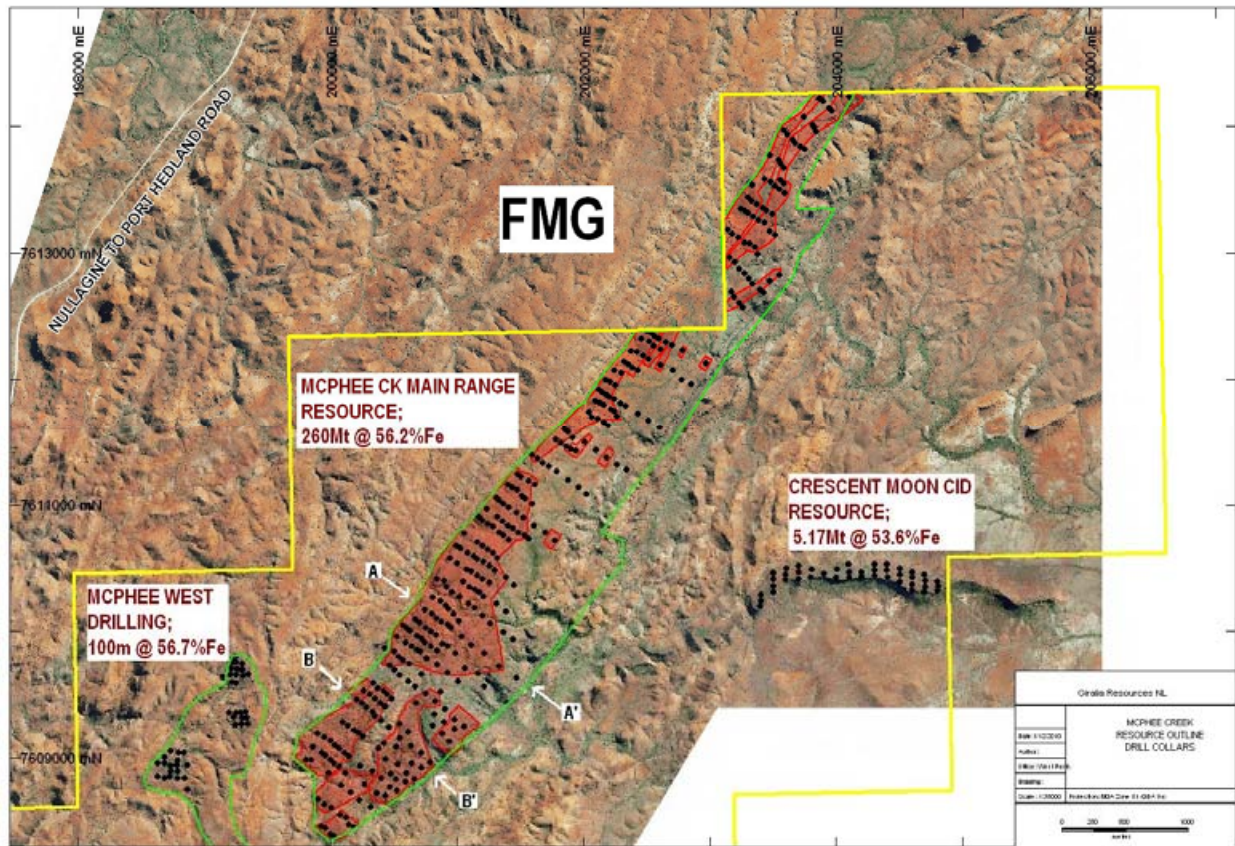 198000 mE
200000 mE
202000 mE
204000 mE
206000 mE
NULLAGINE TO PORT HEDLAND ROAD
FMG
7613000 mN
MCPHEE CK MAIN RANGE
RESOURCE;
260Mt @ 56.2%Fe
7611000 mN
CRESCENT MOON CID
RESOURCE;
5.17Mt @ 53.6%Fe
A
MCPHEE WEST
DRILLING;
100m @ 56.7%Fe
B
A'
B'
7609000 mN
Giralia Resources NL
MCPHEE CREEK
RESOURCE OUTLINE
DRILL COLLARS
Author:
Drawing:
0
1000